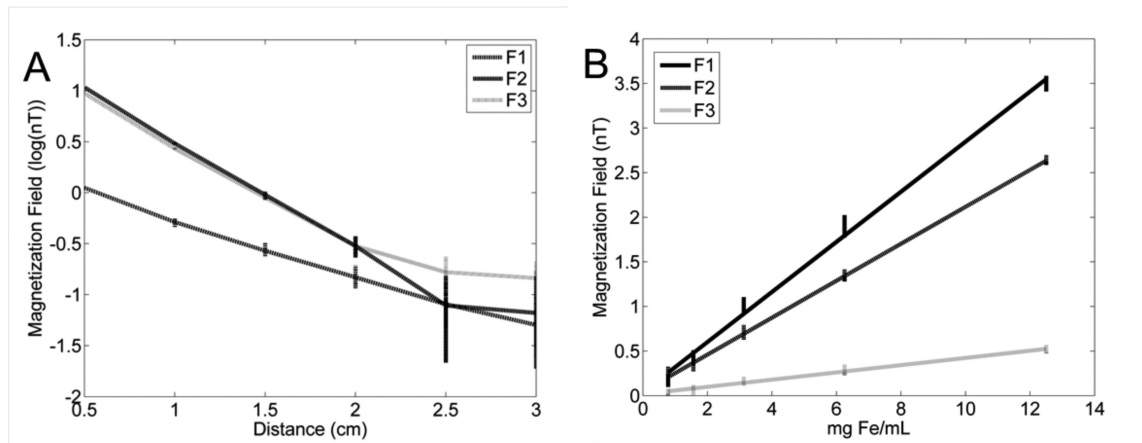 A
Magnetization Field (log(nT))
1.5
1
0.5
0
-0.5
-1
-1.5
-2
0.5 1 1.5 2 2.5 3
Distance (cm)
F1
F2
F3
B
Magnetization Field (nT)
4
3.5
3
2.5
2
1.5
1
0.5
0
0 2 4 6 8 10 12 14
mg Fe/mL
F1
F2
F3